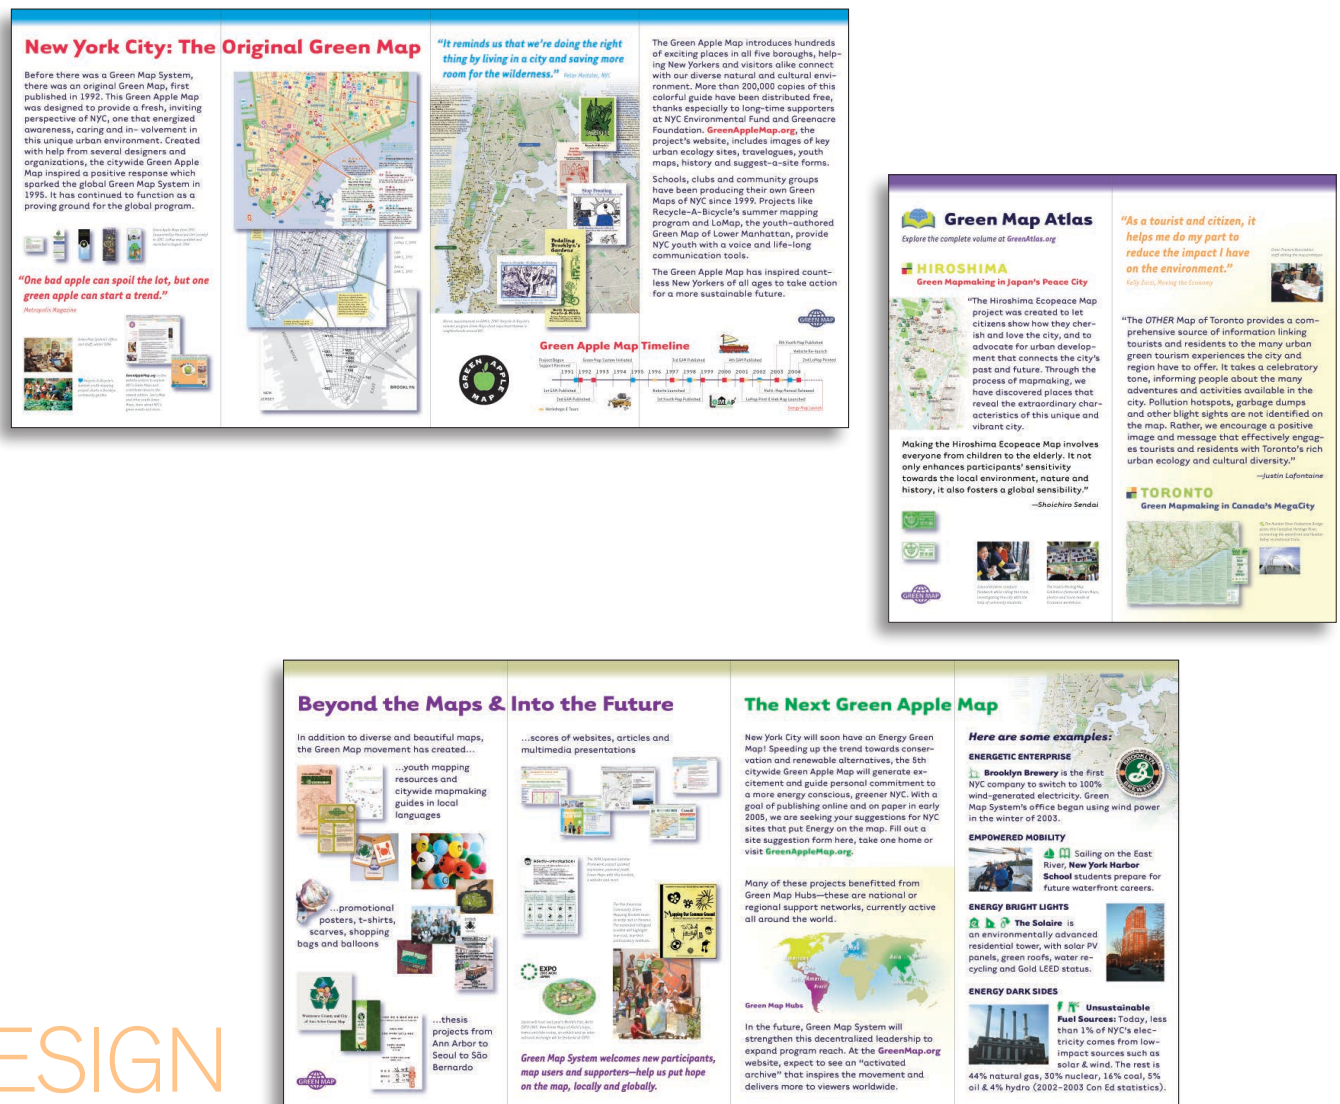 New York City: The Original Green Map
Before there was a Green Map System,
there was an original Green Map, first
published in 1992. This Green Apple Map
was designed to provide a fresh, inviting
perspective of NYC, one that energized
awareness, caring and in- volvement in
this unique urban environment. Created
with help from several designers and
organizations, the citywide Green Apple
Map inspired a positive response which
sparked the global Green Map System in
1995. It has continued to function as a
proving ground for the global program.
"One bad apple can spoil the lot, but one
green apple can start a trend."
Metropolis Magazine
"It reminds us that we're doing the right
thing by living in a city and saving more
room for the wilderness."
Pedaling
Brooklyn's
Gardens
NEW JERSEY
BROOKLYN
GREEN APPLE MAP
The Green Apple Map introduces hundreds
of exciting places in all five boroughs, help-
ing New Yorkers and visitors alike connect
with our diverse natural and cultural envi-
ronment. More than 200,000 copies of this
colorful guide have been distributed free,
thanks especially to long-time supporters
at NYC Environmental Fund and Greenacre
Foundation. GreenAppleMap.org, the
project's website, includes images of key
urban ecology sites, travelogues, youth
maps, history and suggest-a-site forms.
Schools, clubs and community groups
have been producing their own Green
Maps of NYC since 1999. Projects like
Recycle-A-Bicycle's summer mapping
program and LoMap, the youth-authored
Green Map of Lower Manhattan, provide
NYC youth with a voice and life-long
communication tools.
The Green Apple Map has inspired count-
less New Yorkers of all ages to take action
for a more sustainable future.
GREEN MAP
Green Apple Map Timeline
1991 1992 1993 1994 1995 1996 1997 1998 1999 2000 2001 2002 2003 2004
Green Map Atlas
Explore the complete volume at GreenAtlas.org
HIROSHIMA
Green Mapmaking in Japan's Peace City
"The Hiroshima Ecopeace Map
project was created to let
citizens show how they cher-
ish and love the city, and to
advocate for urban develop-
ment that connects the city's
past and future. Through the
process of mapmaking, we
have discovered places that
reveal the extraordinary char-
acteristics of this unique and
vibrant city.
Making the Hiroshima Ecopeace Map involves
everyone from children to the elderly. It not
only enhances participants' sensitivity
towards the local environment, nature and
history, it also fosters a global sensibility."
—Shoichiro Sendai
GREEN MAP
"As a tourist and citizen, it
helps me do my part to
reduce the impact I have
on the environment."
"The OTHER Map of Toronto provides a com-
prehensive source of information linking
tourists and residents to the many urban
green tourism experiences the city and
region have to offer. It takes a celebratory
tone, informing people about the many
adventures and activities available in the
city. Pollution hotspots, garbage dumps
and other blight sights are not identified on
the map. Rather, we encourage a positive
image and message that effectively engag-
es tourists and residents with Toronto's rich
urban ecology and cultural diversity."
—Justin Lafontaine
TORONTO
Green Mapmaking in Canada's MegaCity
Beyond the Maps & Into the Future
In addition to diverse and beautiful maps,
the Green Map movement has created...
...youth mapping
resources and
citywide mapmaking
guides in local
languages
...promotional
posters, t-shirts,
scarves, shopping
bags and balloons
...thesis
projects from
Ann Arbor to
Seoul to São
Bernardo
GREEN MAP
...scores of websites, articles and
multimedia presentations
Mapping Our Common Ground
EXPO
Green Map System welcomes new participants,
map users and supporters—help us put hope
on the map, locally and globally.
The Next Green Apple Map
New York City will soon have an Energy Green
Map! Speeding up the trend towards conser-
vation and renewable alternatives, the 5th
citywide Green Apple Map will generate ex-
citement and guide personal commitment to
a more energy conscious, greener NYC. With a
goal of publishing online and on paper in early
2005, we are seeking your suggestions for NYC
sites that put Energy on the map. Fill out a
site suggestion form here, take one home or
visit GreenAppleMap.org.
Many of these projects benefitted from
Green Map Hubs—these are national or
regional support networks, currently active
all around the world.
Green Map Hubs
In the future, Green Map System will
strengthen this decentralized leadership to
expand program reach. At the GreenMap.org
website, expect to see an "activated
archive" that inspires the movement and
delivers more to viewers worldwide.
Here are some examples:
ENERGETIC ENTERPRISE
Brooklyn Brewery is the first
NYC company to switch to 100%
wind-generated electricity. Green
Map System's office began using wind power
in the winter of 2003.
EMPOWERED MOBILITY
Sailing on the East
River, New York Harbor
School students prepare for
future waterfront careers.
ENERGY BRIGHT LIGHTS
The Solaire is
an environmentally advanced
residential tower, with solar PV
panels, green roofs, water re-
cycling and Gold LEED status.
ENERGY DARK SIDES
Unsustainable
Fuel Sources: Today, less
than 1% of NYC's elec-
tricity comes from low-
impact sources such as
solar & wind. The rest is
44% natural gas, 30% nuclear, 16% coal, 5%
oil & 4% hydro (2002-2003 Con Ed statistics).
ESIGN